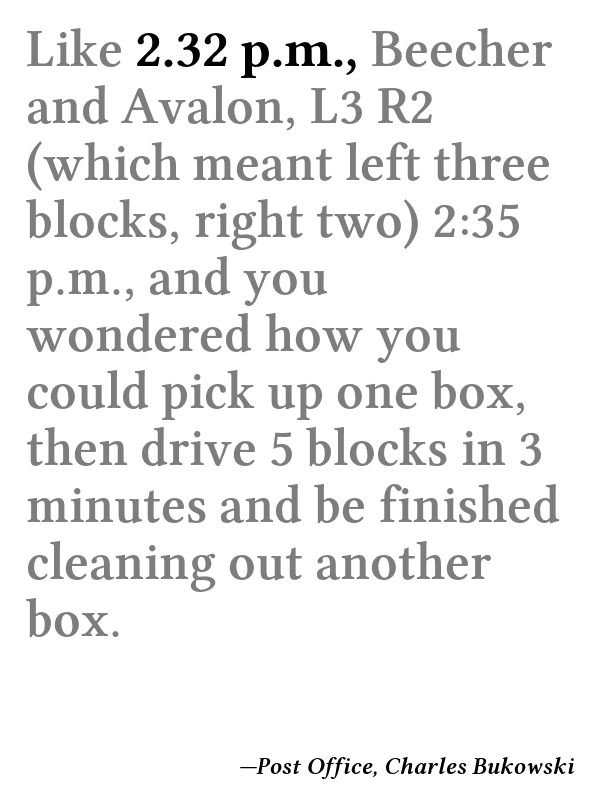 Like 2.32 p.m., Beecher
and Avalon, L3 R2
(which meant left three
blocks, right two) 2:35
p.m., and you
wondered how you
could pick up one box,
then drive 5 blocks in 3
minutes and be finished
cleaning out another
box.
—Post Office, Charles Bukowski